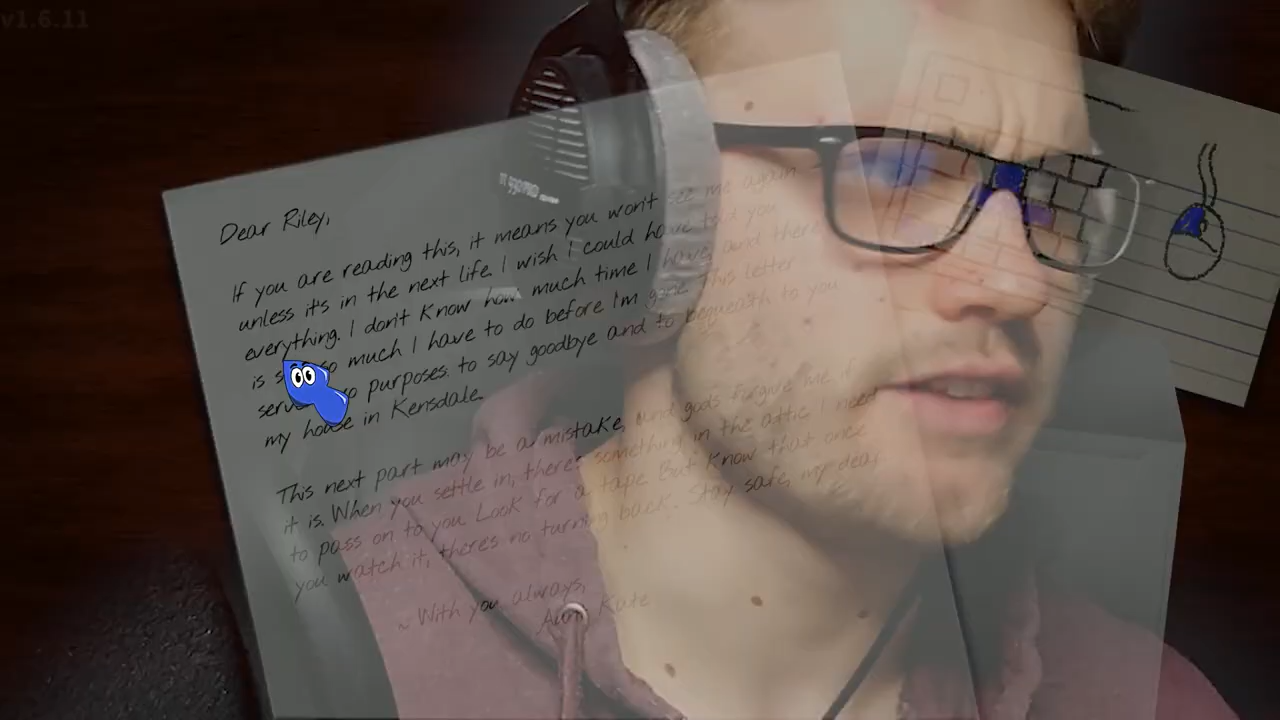 v1.6.11
Dear Riley,
If you are reading this, it means you won't see me again
unless it's in the next life. I wish I could have told you
everything. I don't know how much time I have, and there
is so much I have to do before I'm gone. This letter
purposes: to say goodbye and to bequeath to you
my house in Kensdale.
This next part may be a mistake, and gods forgive me if
it is. When you settle in, there's something in the attic I need
to pass on to you. Look for a tape. But know that once
you watch it, there's no turning back. Stay safe, my dear.
~ With you always,
Aunt Kate